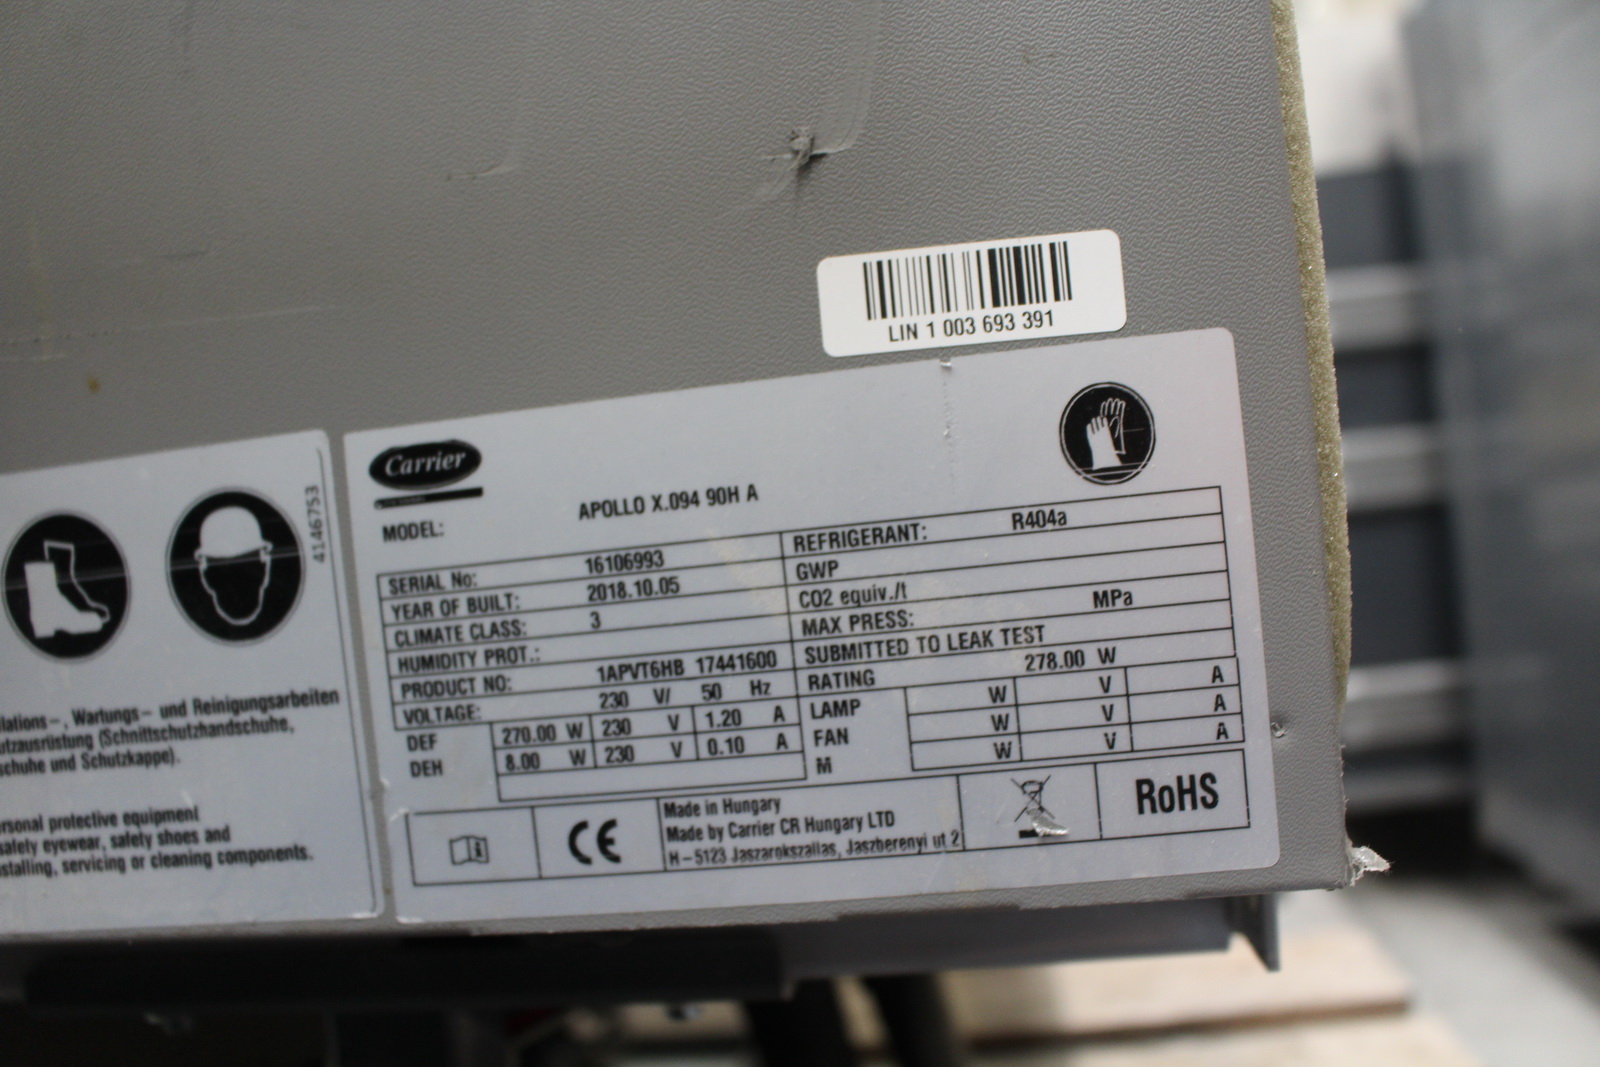 LIN 1 003 693 391
Carrier
MODEL: APOLLO X.094 90H A
SERIAL No: 16106993
YEAR OF BUILT: 2018.10.05
CLIMATE CLASS: 3
HUMIDITY PROT.:
PRODUCT NO: 1APVT6HB 17441600
VOLTAGE: 230 V/ 50 Hz
DEF 270.00 W 230 V 1.20 A
DEH 8.00 W 230 V 0.10 A
REFRIGERANT: R404a
GWP
CO2 equiv./t
MAX PRESS: MPa
SUBMITTED TO LEAK TEST
RATING 278.00 W
LAMP W V A
FAN W V A
M W V A
i
CE
Made in Hungary
Made by Carrier CR Hungary LTD
H-5123 Jaszarokszallas, Jaszberenyi ut 2
RoHS
4146753
lations-, Wartungs- und Reinigungsarbeiten
utzausrüstung (Schnittschutzhandschuhe,
schuhe und Schutzkappe).
rsonal protective equipment
safety eyewear, safety shoes and
stalling, servicing or cleaning components.